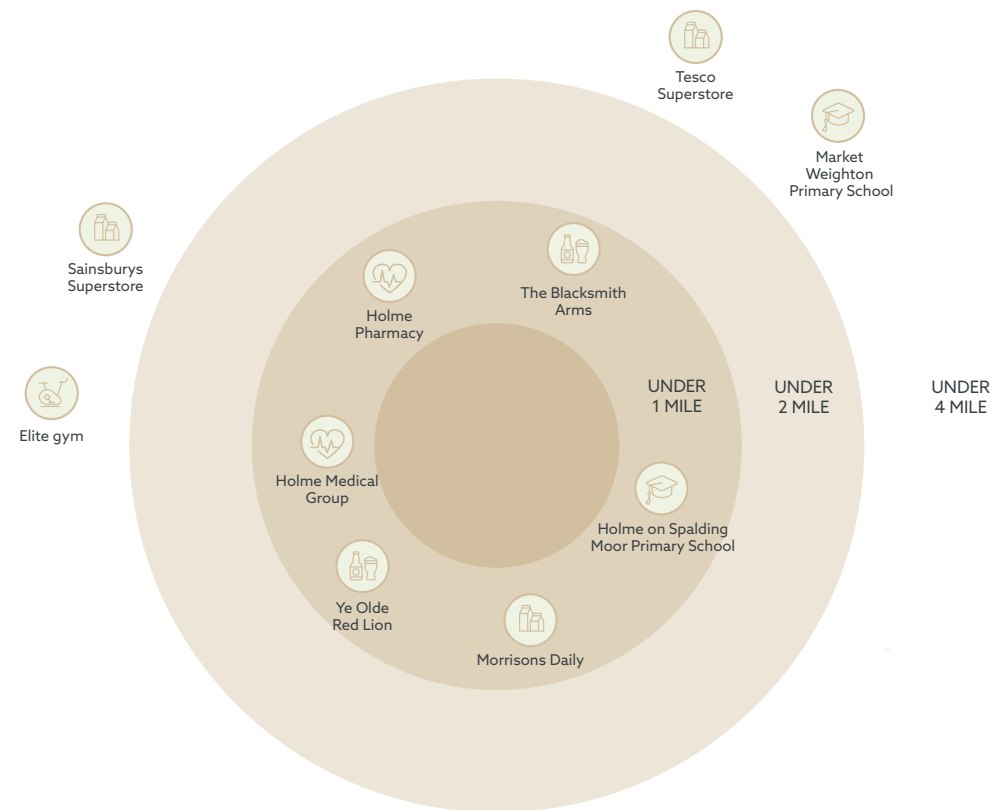 Tesco
Superstore
Market
Weighton
Primary School
Sainsburys
Superstore
The Blacksmith
Arms
Holme
Pharmacy
UNDER
1 MILE
UNDER
2 MILE
UNDER
4 MILE
Elite gym
Holme Medical
Group
Holme on Spalding
Moor Primary School
Ye Olde
Red Lion
Morrisons Daily